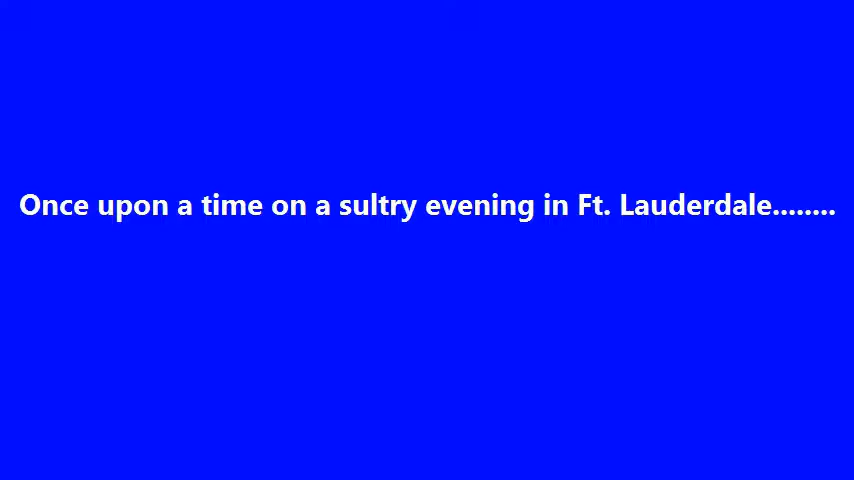 Once upon a time on a sultry evening in Ft. Lauderdale........